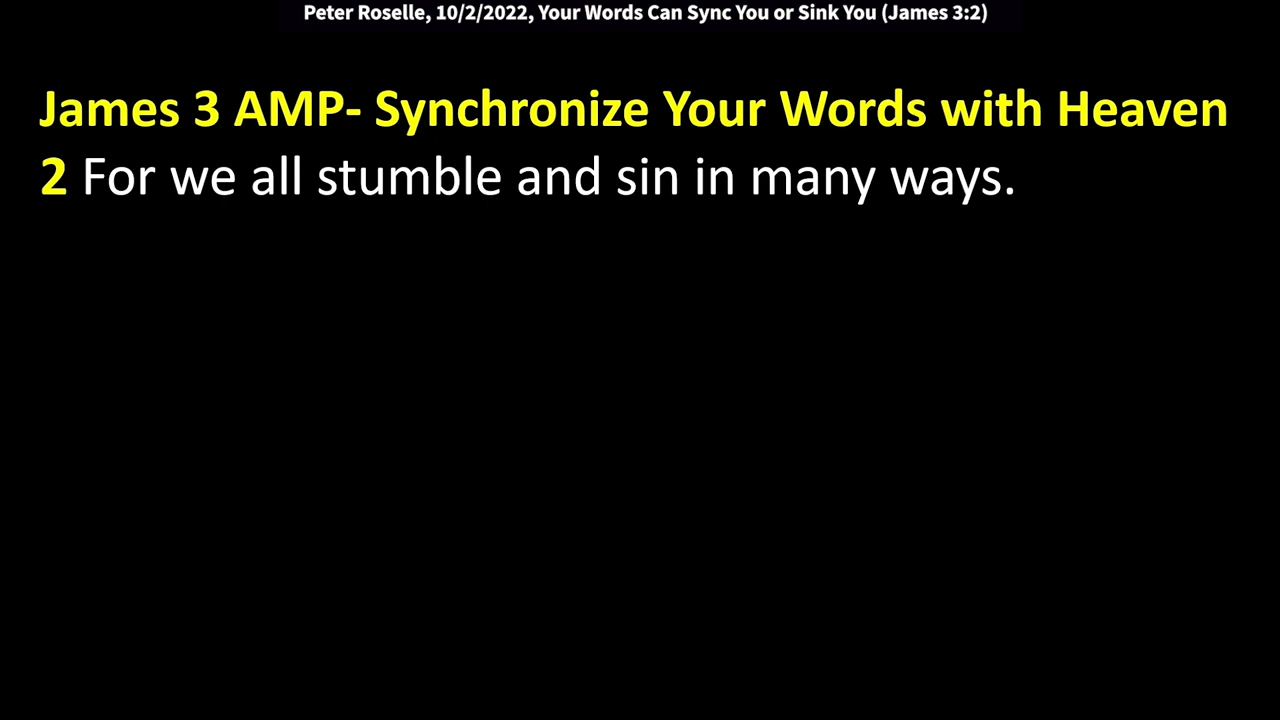 Peter Roselle, 10/2/2022, Your Words Can Sync You or Sink You (James 3:2)
James 3 AMP- Synchronize Your Words with Heaven
2 For we all stumble and sin in many ways.